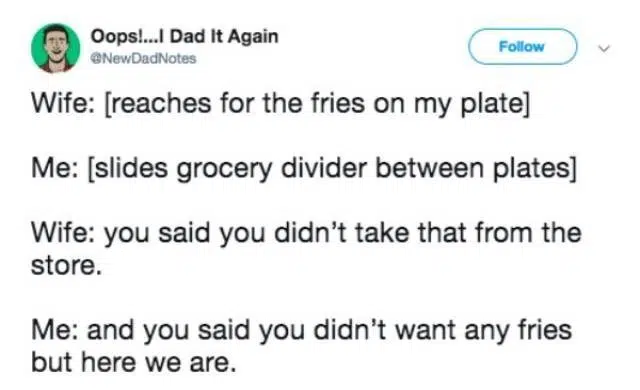 Oops!...I Dad It Again
@NewDadNotes
Follow
Wife: [reaches for the fries on my plate]
Me: [slides grocery divider between plates]
Wife: you said you didn’t take that from the
store.
Me: and you said you didn’t want any fries
but here we are.